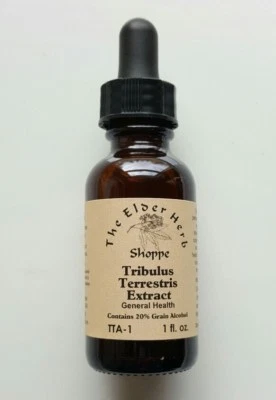 The Elder Herb
Shoppe
Tribulus
Terrestris
Extract
General Health
Contains 20% Grain Alcohol
TTA-1 1 fl. oz.